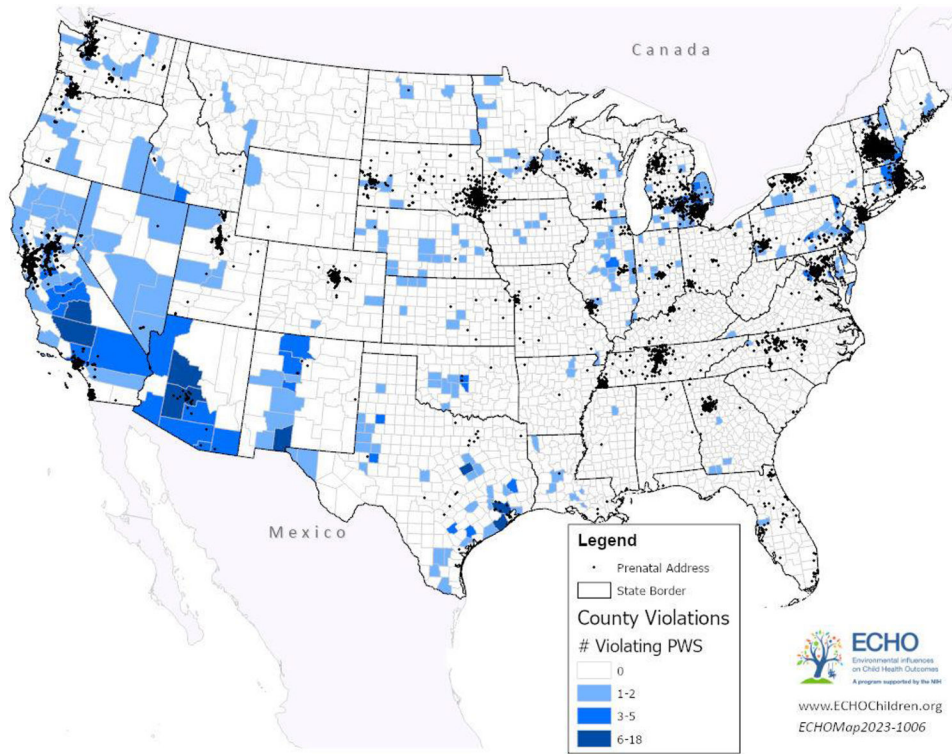 Canada
Mexico
Legend
Prenatal Address
State Border
County Violations
# Violating PWS
0
1-2
3-5
6-18
ECHO
Environmental influences
on Child Health Outcomes
A program supported by the NIH
www.ECHOChildren.org
ECHOMap2023-1006